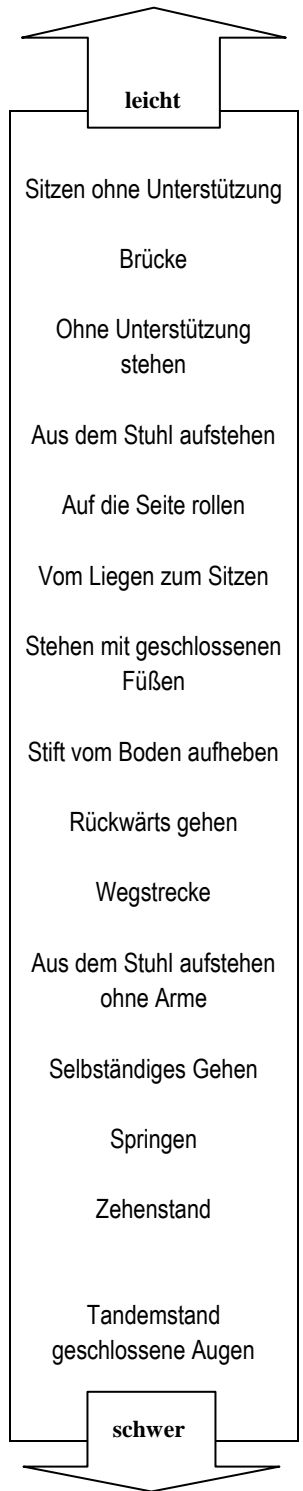 leicht
Sitzen ohne Unterstützung
Brücke
Ohne Unterstützung
stehen
Aus dem Stuhl aufstehen
Auf die Seite rollen
Vom Liegen zum Sitzen
Stehen mit geschlossenen
Füßen
Stift vom Boden aufheben
Rückwärts gehen
Wegstrecke
Aus dem Stuhl aufstehen
ohne Arme
Selbständiges Gehen
Springen
Zehenstand
Tandemstand
geschlossene Augen
schwer